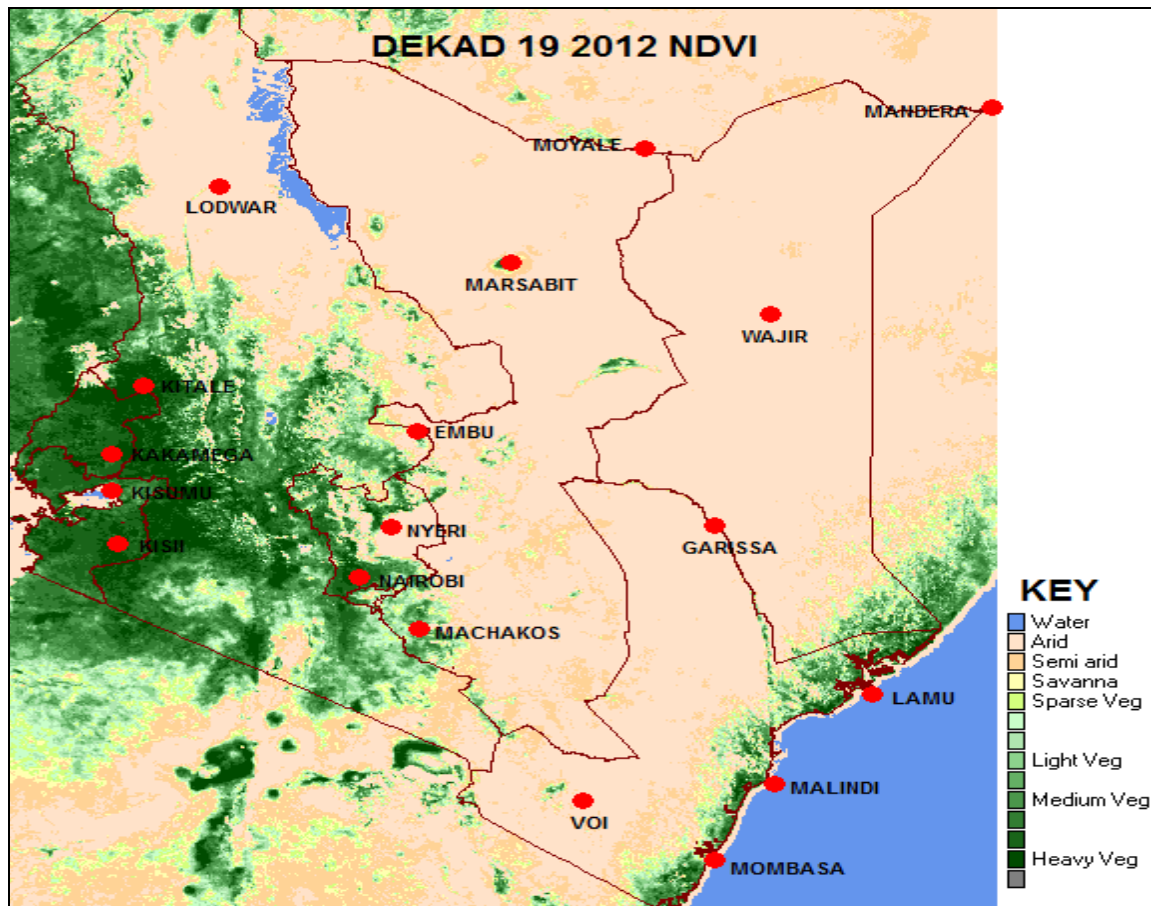 DEKAD 19 2012 NDVI
MANDERA
MOYALE
LODWAR
MARSABIT
WAJIR
KITALE
EMBU
KAKAMEGA
KISUMU
NYERI
GARISSA
KISII
NAIROBI
MACHAKOS
LAMU
MALINDI
VOI
MOMBASA
KEY
Water
Arid
Semi arid
Savanna
Sparse Veg
Light Veg
Medium Veg
Heavy Veg